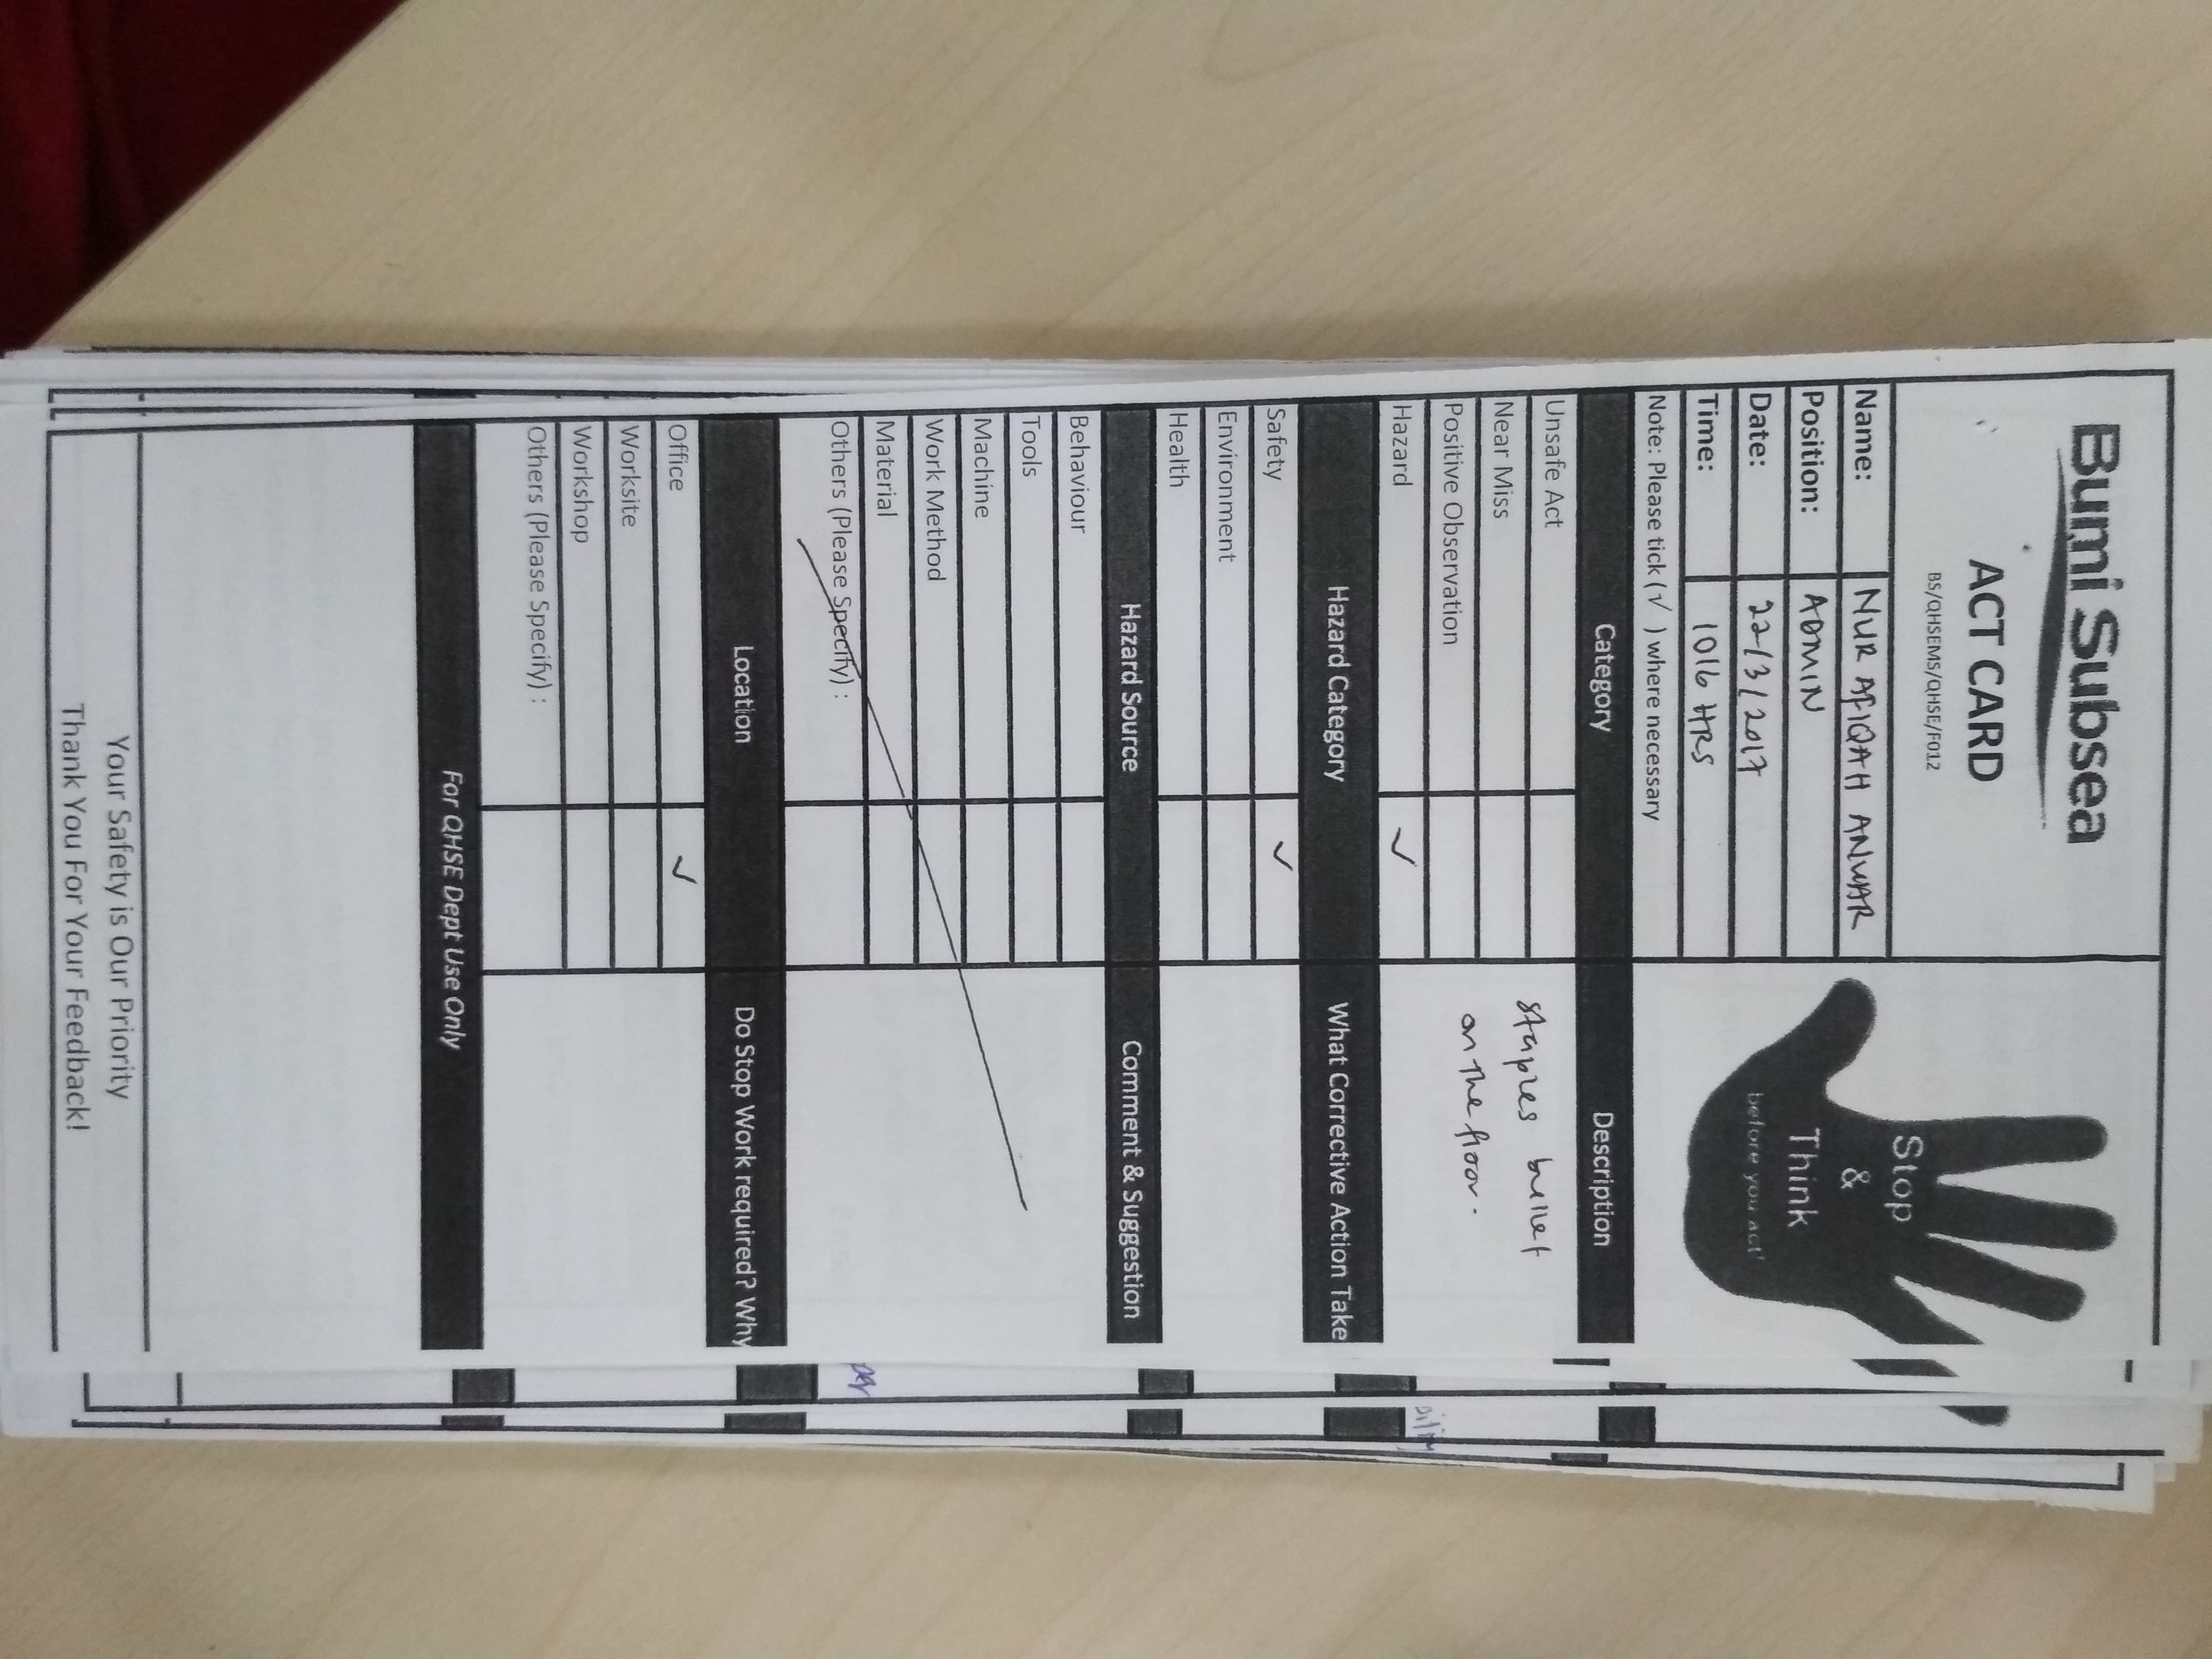 Bumi Subsea
ACT CARD
BS/QHSEMS/QHSE/F012
Stop
&
Think
before you act'
Name: NUR AFIQAH ANWAR
Position: ADMIN
Date: 22/3/2017
Time: 1016 HRS
Note: Please tick (√ ) where necessary
Category Description
Unsafe Act
Near Miss
Positive Observation
Hazard ✓
staples bullet
on the floor.
Hazard Category What Corrective Action Take
Safety ✓
Environment
Health
Hazard Source Comment & Suggestion
Behaviour
Tools
Machine
Work Method
Material
Others (Please Specify) :
Location Do Stop Work required? Why
Office ✓
Worksite
Workshop
Others (Please Specify) :
For QHSE Dept Use Only
Your Safety is Our Priority
Thank You For Your Feedback!